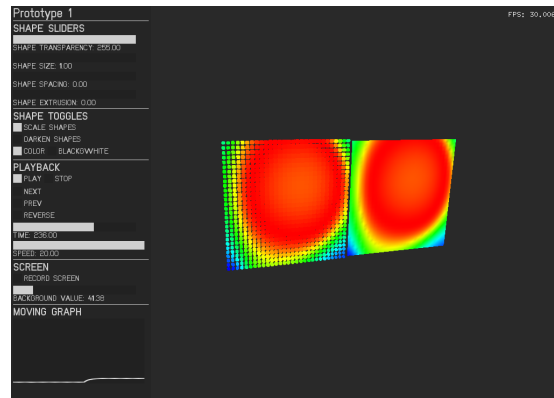 Prototype 1
FPS: 30.006
SHAPE SLIDERS
SHAPE TRANSPARENCY: 255.00
SHAPE SIZE: 1.00
SHAPE SPACING: 0.00
SHAPE EXTRUSION: 0.00
SHAPE TOGGLES
SCALE SHAPES
DARKEN SHAPES
COLOR BLACK&WHITE
PLAYBACK
PLAY STOP
NEXT
PREV
REVERSE
TIME: 236.00
SPEED: 20.00
SCREEN
RECORD SCREEN
BACKGROUND VALUE: 41.38
MOVING GRAPH